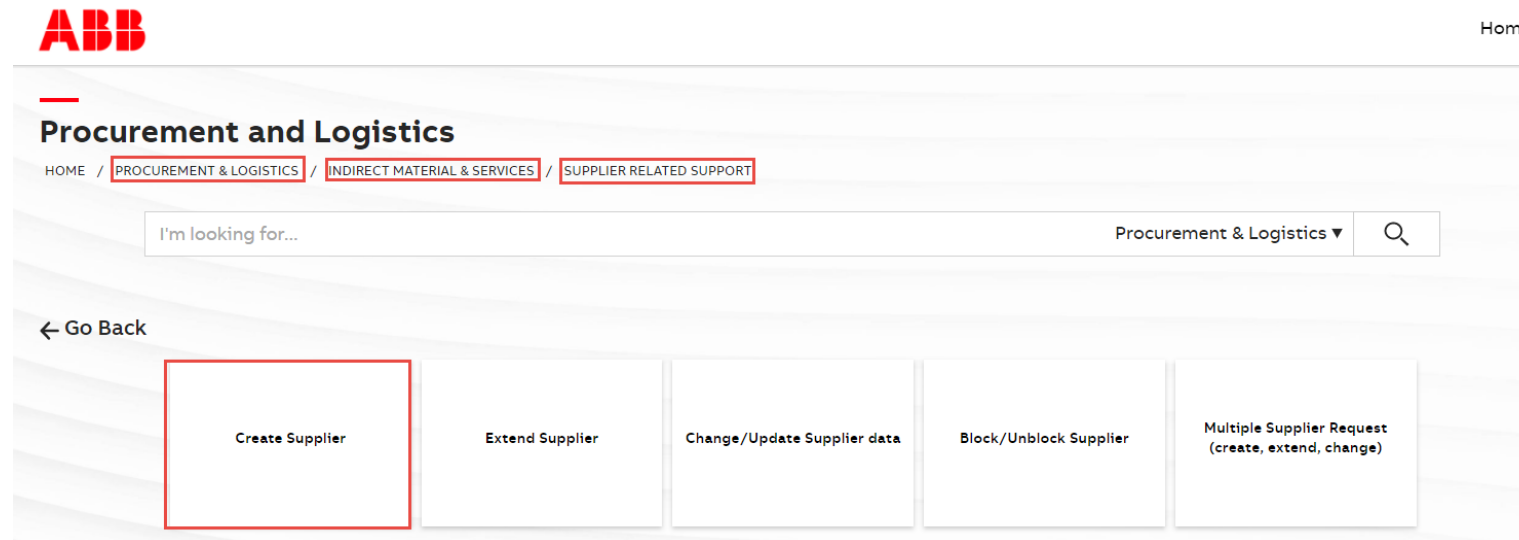 ABB
Hom
Procurement and Logistics
HOME / PROCUREMENT & LOGISTICS / INDIRECT MATERIAL & SERVICES / SUPPLIER RELATED SUPPORT
I'm looking for... Procurement & Logistics ▼
← Go Back
Create Supplier
Extend Supplier
Change/Update Supplier data
Block/Unblock Supplier
Multiple Supplier Request
(create, extend, change)